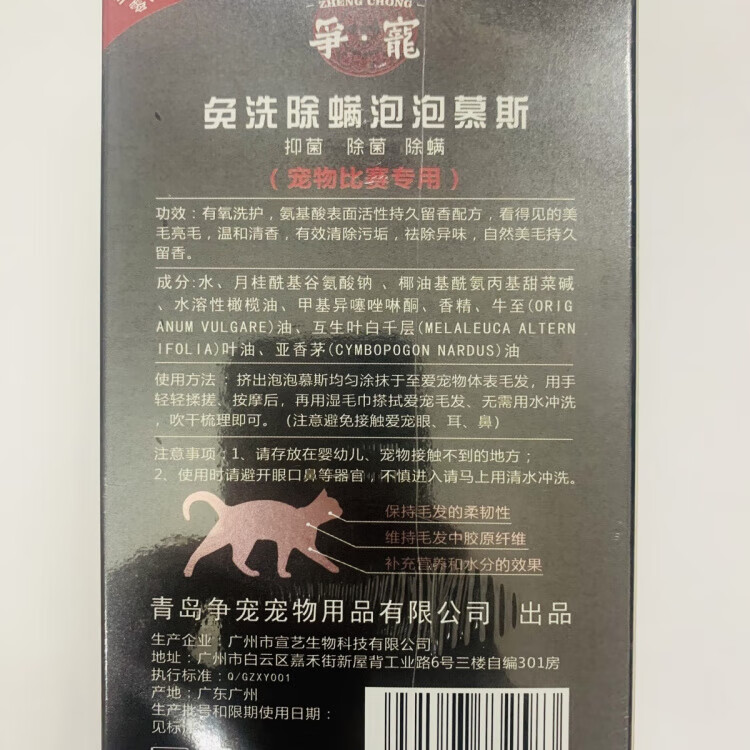 ZHENG CHONG
爭·寵
免洗除螨泡泡慕斯
抑菌 除菌 除螨
（宠物比赛专用）
功效：有氧洗护，氨基酸表面活性持久留香配方，看得见的美
毛亮毛，温和清香，有效清除污垢，祛除异味，自然美毛持久
留香。
成分:水、月桂酰基谷氨酸钠 、椰油基酰氨丙基甜菜碱
、水溶性橄榄油、甲基异噻唑啉酮、香精、牛至(ORIG
ANUM VULGARE)油、互生叶白千层(MELALEUCA ALTERN
IFOLIA)叶油、亚香茅(CYMBOPOGON NARDUS)油
使用方法：挤出泡泡慕斯均匀涂抹于至爱宠物体表毛发，用手
轻轻揉搓、按摩后，再用湿毛巾搽拭爱宠毛发、无需用水冲洗
，吹干梳理即可。（注意避免接触爱宠眼、耳、鼻）
注意事项：1、请存放在婴幼儿、宠物接触不到的地方；
2、使用时请避开眼口鼻等器官，不慎进入请马上用清水冲洗。
保持毛发的柔韧性
维持毛发中胶原纤维
补充营养和水分的效果
青岛争宠宠物用品有限公司 出品
生产企业：广州市宣艺生物科技有限公司
地址：广州市白云区嘉禾街新屋背工业路6号三楼自编301房
执行标准：Q/GZXY001
产地：广东广州
生产批号和限期使用日期：
见标